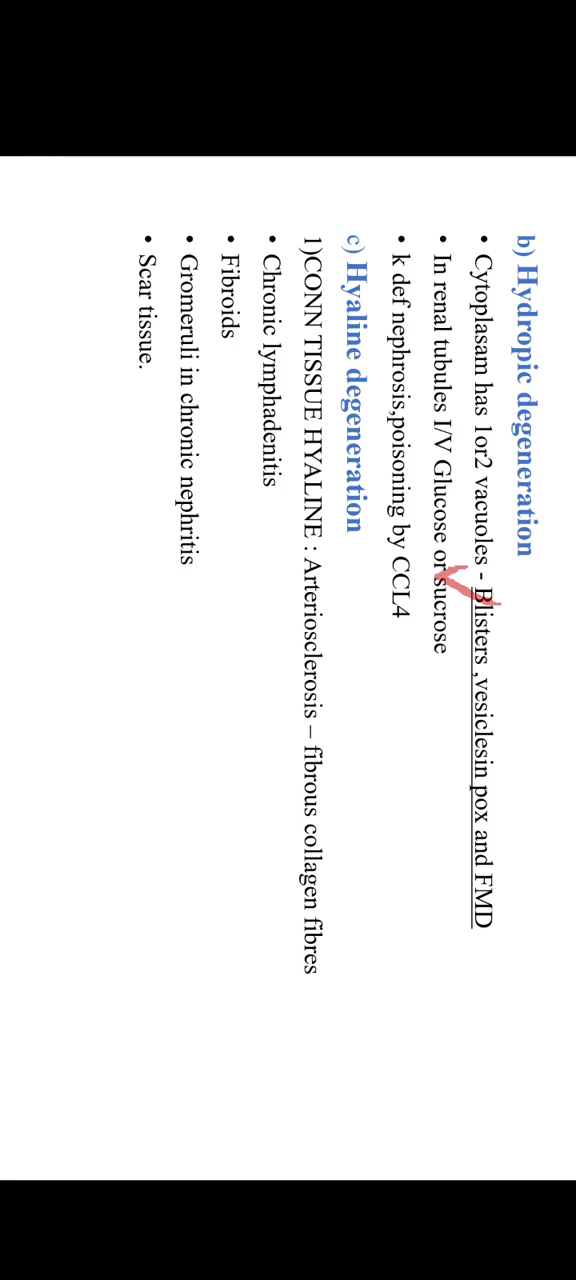 b) Hydropic degeneration
• Cytoplasam has 1or2 vacuoles - Blisters ,vesiclesin pox and FMD
• In renal tubules I/V Glucose or sucrose
• k def nephrosis,poisoning by CCL4
c) Hyaline degeneration
1)CONN TISSUE HYALINE : Arteriosclerosis – fibrous collagen fibres
• Chronic lymphadenitis
• Fibroids
• Gromeruli in chronic nephritis
• Scar tissue.